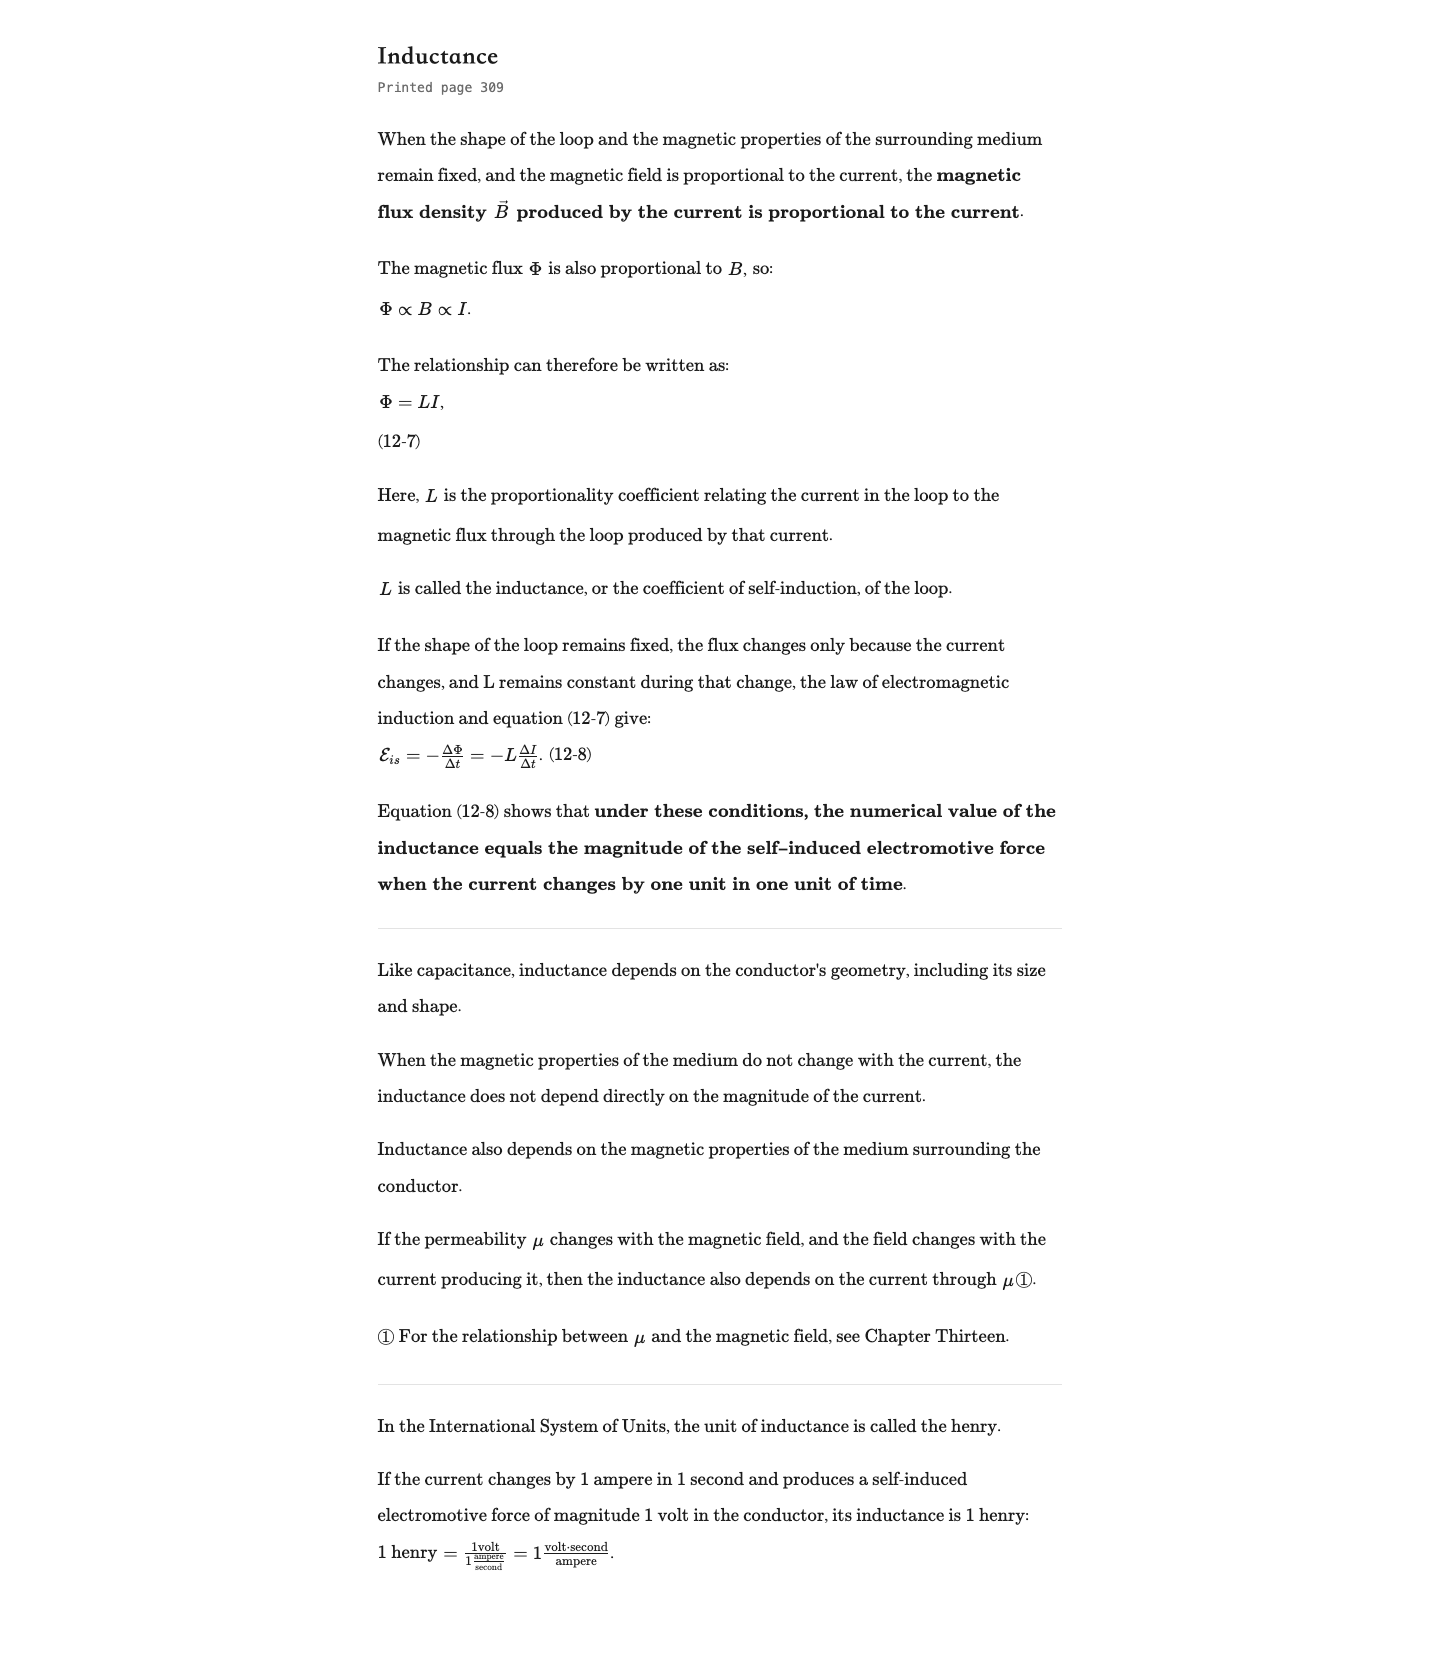 Inductance
Printed page 309
When the shape of the loop and the magnetic properties of the surrounding medium
remain fixed, and the magnetic field is proportional to the current, the magnetic
flux density \vec{B} produced by the current is proportional to the current.
The magnetic flux Φ is also proportional to B, so:
Φ ∝ B ∝ I.
The relationship can therefore be written as:
Φ = LI,
(12-7)
Here, L is the proportionality coefficient relating the current in the loop to the
magnetic flux through the loop produced by that current.
L is called the inductance, or the coefficient of self-induction, of the loop.
If the shape of the loop remains fixed, the flux changes only because the current
changes, and L remains constant during that change, the law of electromagnetic
induction and equation (12-7) give:
\mathcal{E}_{is} = -\frac{ΔΦ}{Δt} = -L\frac{ΔI}{Δt}. (12-8)
Equation (12-8) shows that under these conditions, the numerical value of the
inductance equals the magnitude of the self-induced electromotive force
when the current changes by one unit in one unit of time.
Like capacitance, inductance depends on the conductor's geometry, including its size
and shape.
When the magnetic properties of the medium do not change with the current, the
inductance does not depend directly on the magnitude of the current.
Inductance also depends on the magnetic properties of the medium surrounding the
conductor.
If the permeability μ changes with the magnetic field, and the field changes with the
current producing it, then the inductance also depends on the current through μ①.
① For the relationship between μ and the magnetic field, see Chapter Thirteen.
In the International System of Units, the unit of inductance is called the henry.
If the current changes by 1 ampere in 1 second and produces a self-induced
electromotive force of magnitude 1 volt in the conductor, its inductance is 1 henry:
1 henry = \frac{1volt}{1\frac{ampere}{second}} = 1\frac{volt·second}{ampere}.